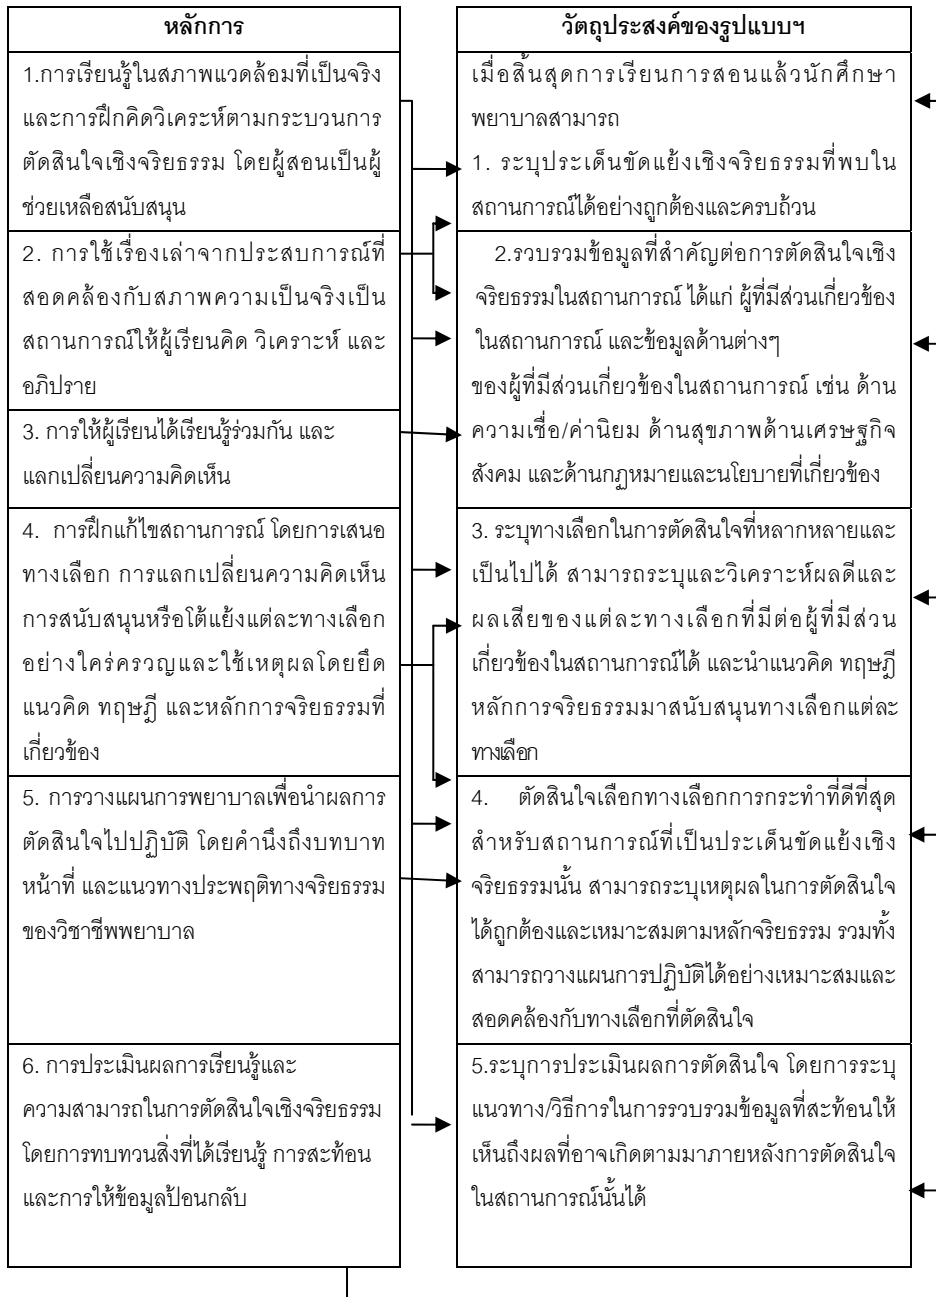 หลักการ
1.การเรียนรู้ในสภาพแวดล้อมที่เป็นจริง
และการฝึกคิดวิเคราะห์ตามกระบวนการ
ตัดสินใจเชิงจริยธรรม โดยผู้สอนเป็นผู้
ช่วยเหลือสนับสนุน
2. การใช้เรื่องเล่าจากประสบการณ์ที่
สอดคล้องกับสภาพความเป็นจริงเป็น
สถานการณ์ให้ผู้เรียนคิด วิเคราะห์ และ
อภิปราย
3. การให้ผู้เรียนได้เรียนรู้ร่วมกัน และ
แลกเปลี่ยนความคิดเห็น
4. การฝึกแก้ไขสถานการณ์ โดยการเสนอ
ทางเลือก การแลกเปลี่ยนความคิดเห็น
การสนับสนุนหรือโต้แย้งแต่ละทางเลือก
อย่างใคร่ครวญและใช้เหตุผลโดยยึด
แนวคิด ทฤษฎี และหลักการจริยธรรมที่
เกี่ยวข้อง
5. การวางแผนการพยาบาลเพื่อนำผลการ
ตัดสินใจไปปฏิบัติ โดยคำนึงถึงบทบาท
หน้าที่ และแนวทางประพฤติทางจริยธรรม
ของวิชาชีพพยาบาล
6. การประเมินผลการเรียนรู้และ
ความสามารถในการตัดสินใจเชิงจริยธรรม
โดยการทบทวนสิ่งที่ได้เรียนรู้ การสะท้อน
และการให้ข้อมูลป้อนกลับ
วัตถุประสงค์ของรูปแบบฯ
เมื่อสิ้นสุดการเรียนการสอนแล้วนักศึกษา
พยาบาลสามารถ
1. ระบุประเด็นขัดแย้งเชิงจริยธรรมที่พบใน
สถานการณ์ได้อย่างถูกต้องและครบถ้วน
2.รวบรวมข้อมูลที่สำคัญต่อการตัดสินใจเชิง
จริยธรรมในสถานการณ์ ได้แก่ ผู้ที่มีส่วนเกี่ยวข้อง
ในสถานการณ์ และข้อมูลด้านต่างๆ
ของผู้ที่มีส่วนเกี่ยวข้องในสถานการณ์ เช่น ด้าน
ความเชื่อ/ค่านิยม ด้านสุขภาพด้านเศรษฐกิจ
สังคม และด้านกฎหมายและนโยบายที่เกี่ยวข้อง
3. ระบุทางเลือกในการตัดสินใจที่หลากหลายและ
เป็นไปได้ สามารถระบุและวิเคราะห์ผลดีและ
ผลเสียของแต่ละทางเลือกที่มีต่อผู้ที่มีส่วน
เกี่ยวข้องในสถานการณ์ได้ และนำแนวคิด ทฤษฎี
หลักการจริยธรรมมาสนับสนุนทางเลือกแต่ละ
ทางเลือก
4. ตัดสินใจเลือกทางเลือกการกระทำที่ดีที่สุด
สำหรับสถานการณ์ที่เป็นประเด็นขัดแย้งเชิง
จริยธรรมนั้น สามารถระบุเหตุผลในการตัดสินใจ
ได้ถูกต้องและเหมาะสมตามหลักจริยธรรม รวมทั้ง
สามารถวางแผนการปฏิบัติได้อย่างเหมาะสมและ
สอดคล้องกับทางเลือกที่ตัดสินใจ
5.ระบุการประเมินผลการตัดสินใจ โดยการระบุ
แนวทาง/วิธีการในการรวบรวมข้อมูลที่สะท้อนให้
เห็นถึงผลที่อาจเกิดตามมาภายหลังการตัดสินใจ
ในสถานการณ์นั้นได้